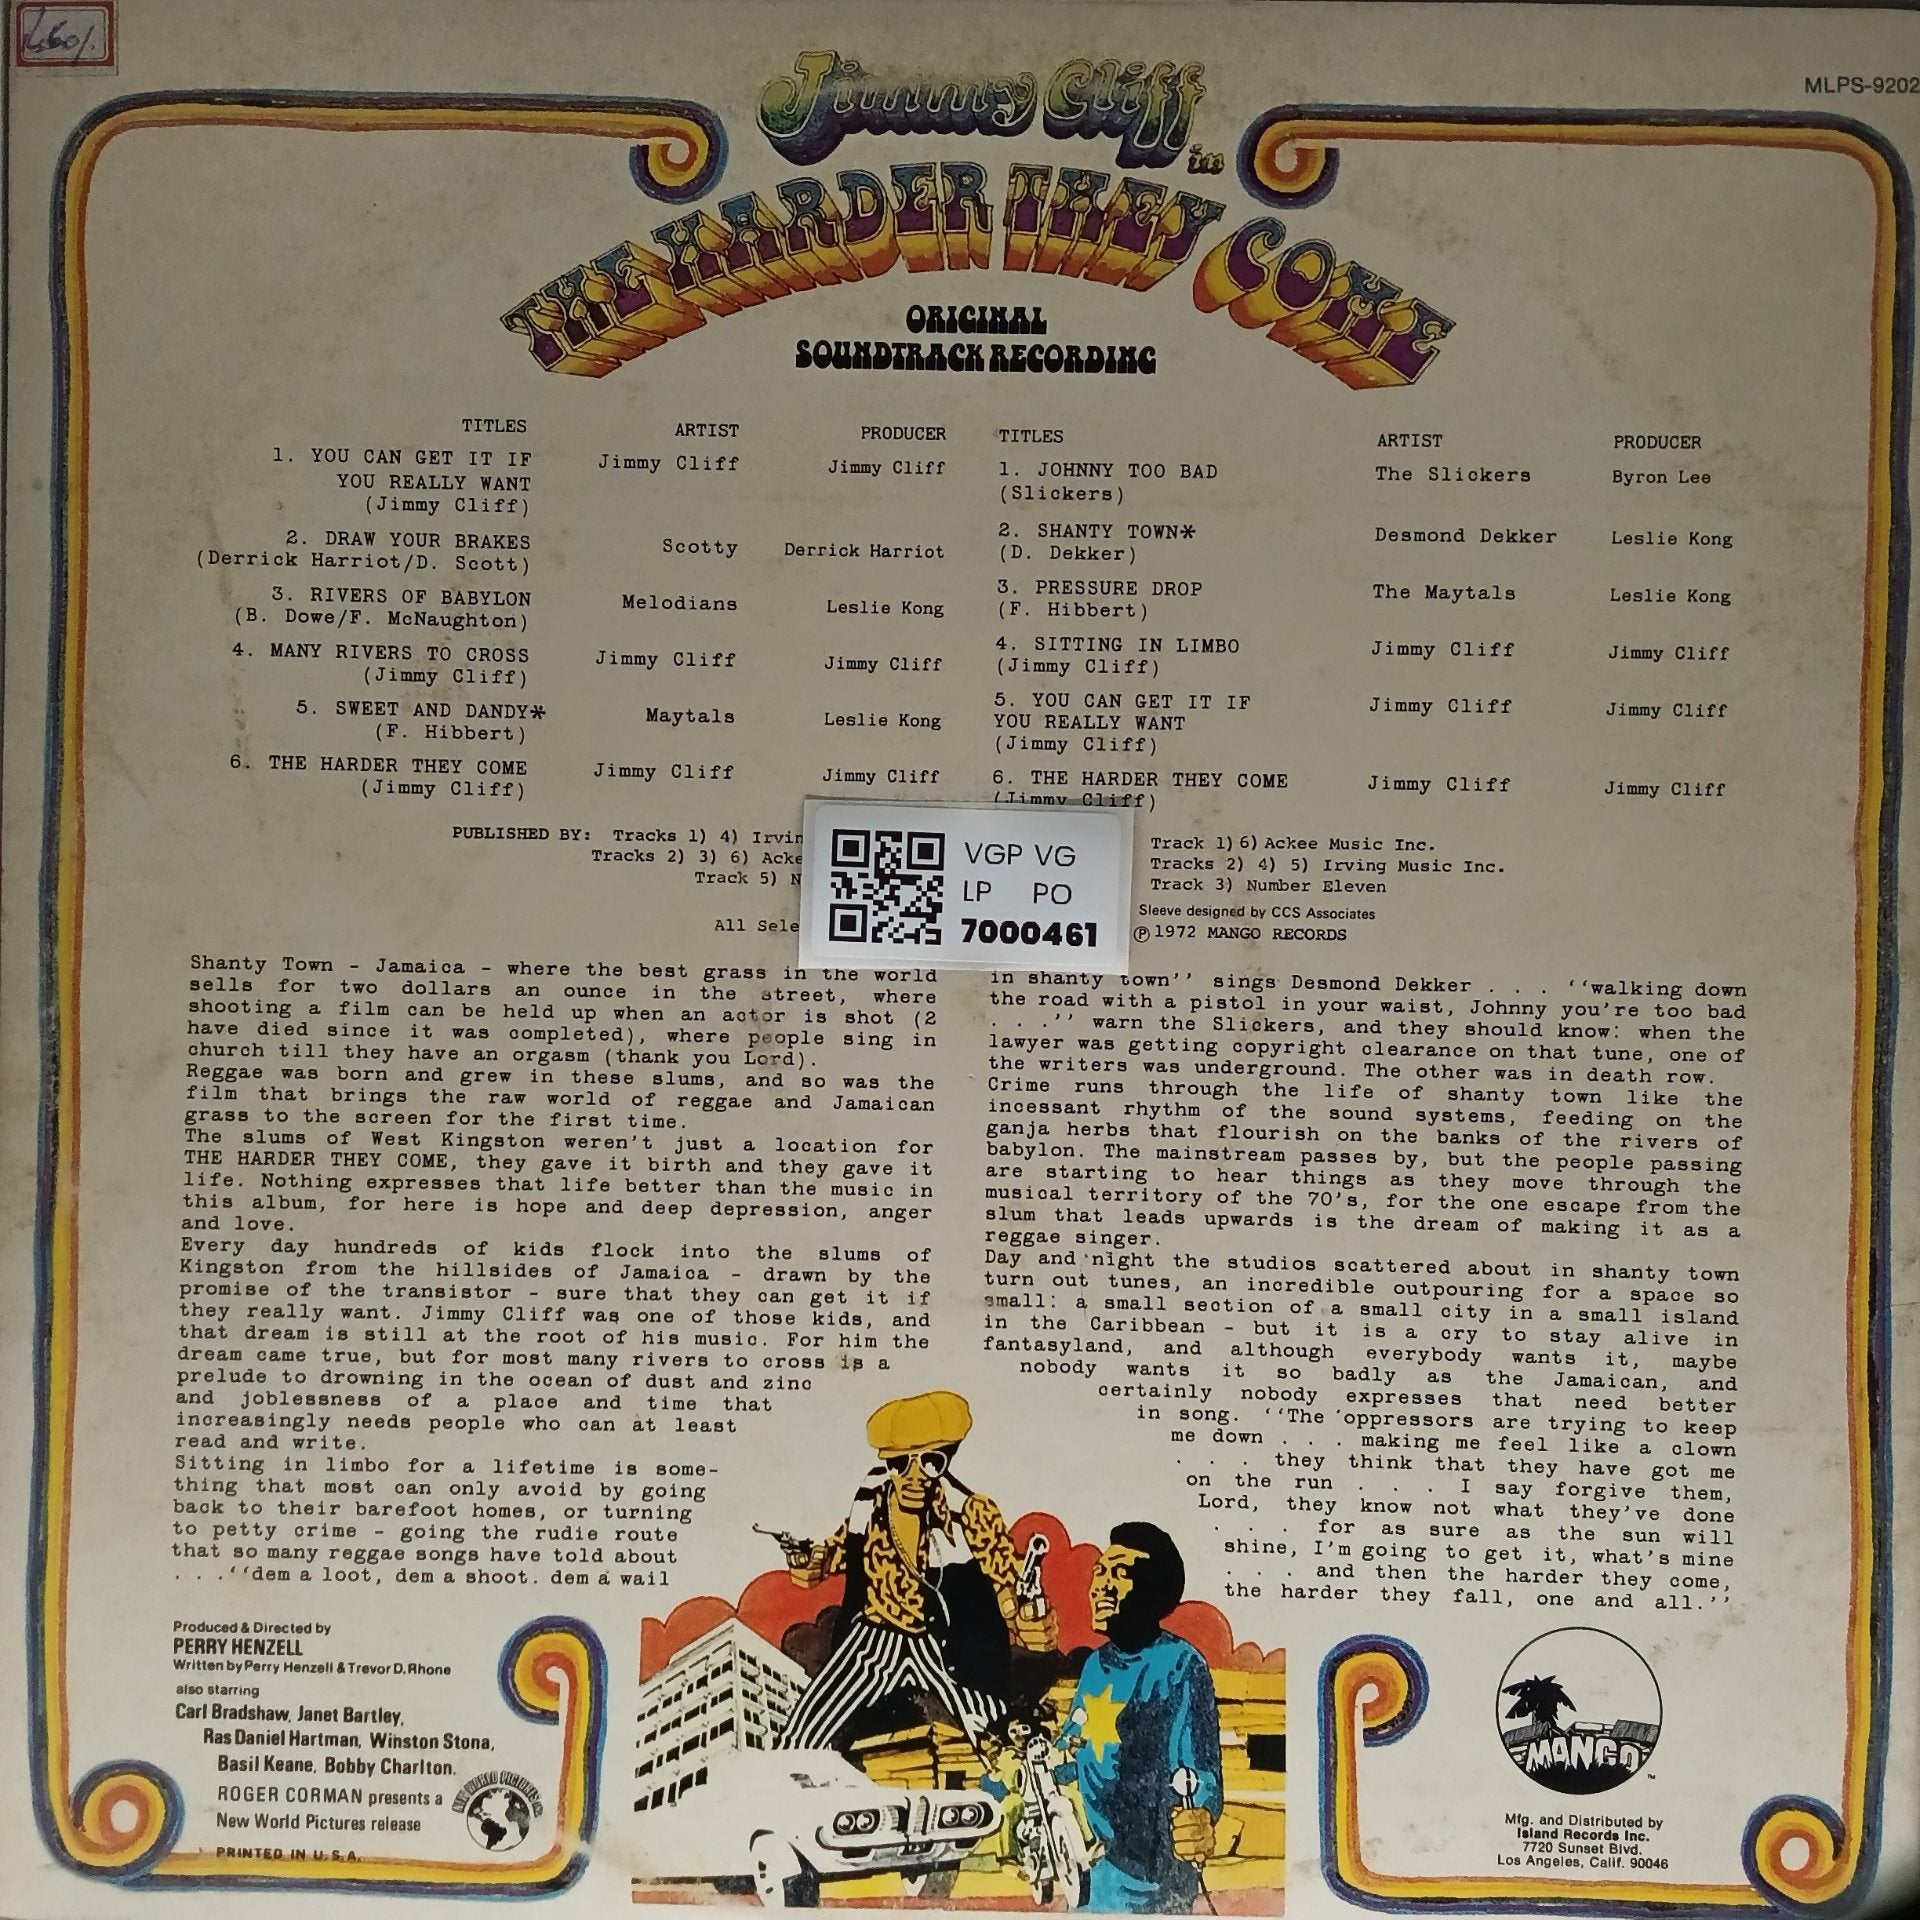 460/.
MLPS-9202
Jimmy Cliff
in
THE HARDER THEY COME
ORIGINAL
SOUNDTRACK RECORDING
TITLES ARTIST PRODUCER
1. YOU CAN GET IT IF Jimmy Cliff Jimmy Cliff
YOU REALLY WANT
(Jimmy Cliff)
2. DRAW YOUR BRAKES Scotty Derrick Harriot
(Derrick Harriot/D. Scott)
3. RIVERS OF BABYLON Melodians Leslie Kong
(B. Dowe/F. McNaughton)
4. MANY RIVERS TO CROSS Jimmy Cliff Jimmy Cliff
(Jimmy Cliff)
5. SWEET AND DANDY* Maytals Leslie Kong
(F. Hibbert)
6. THE HARDER THEY COME Jimmy Cliff Jimmy Cliff
(Jimmy Cliff)
TITLES ARTIST PRODUCER
1. JOHNNY TOO BAD The Slickers Byron Lee
(Slickers)
2. SHANTY TOWN* Desmond Dekker Leslie Kong
(D. Dekker)
3. PRESSURE DROP The Maytals Leslie Kong
(F. Hibbert)
4. SITTING IN LIMBO Jimmy Cliff Jimmy Cliff
(Jimmy Cliff)
5. YOU CAN GET IT IF Jimmy Cliff Jimmy Cliff
YOU REALLY WANT
(Jimmy Cliff)
6. THE HARDER THEY COME Jimmy Cliff Jimmy Cliff
(Jimmy Cliff)
PUBLISHED BY: Tracks 1) 4)
Tracks 2) 3) 6)
Track 5)
All
VGP VG
LP PO
7000461
Track 1) 6) Ackee Music Inc.
Tracks 2) 4) 5) Irving Music Inc.
Track 3) Number Eleven
Sleeve designed by CCS Associates
Ⓟ 1972 MANGO RECORDS
Shanty Town - Jamaica - where the best grass in the world
sells for two dollars an ounce in the street, where
shooting a film can be held up when an actor is shot (2
have died since it was completed), where people sing in
church till they have an orgasm (thank you Lord).
Reggae was born and grew in these slums, and so was the
film that brings the raw world of reggae and Jamaican
grass to the screen for the first time.
The slums of West Kingston weren't just a location for
THE HARDER THEY COME, they gave it birth and they gave it
life. Nothing expresses that life better than the music in
this album, for here is hope and deep depression, anger
and love.
Every day hundreds of kids flock into the slums of
Kingston from the hillsides of Jamaica - drawn by the
promise of the transistor - sure that they can get it if
they really want. Jimmy Cliff was one of those kids, and
that dream is still at the root of his music. For him the
dream came true, but for most many rivers to cross is a
prelude to drowning in the ocean of dust and zinc
and joblessness of a place and time that
increasingly needs people who can at least
read and write.
Sitting in limbo for a lifetime is some-
thing that most can only avoid by going
back to their barefoot homes, or turning
to petty crime - going the rudie route
that so many reggae songs have told about
. . .''dem a loot, dem a shoot. dem a wail
in shanty town'' sings Desmond Dekker . . . ''walking down
the road with a pistol in your waist, Johnny you're too bad
. . .'' warn the Slickers, and they should know: when the
lawyer was getting copyright clearance on that tune, one of
the writers was underground. The other was in death row.
Crime runs through the life of shanty town like the
incessant rhythm of the sound systems, feeding on the
ganja herbs that flourish on the banks of the rivers of
babylon. The mainstream passes by, but the people passing
are starting to hear things as they move through the
musical territory of the 70's, for the one escape from the
slum that leads upwards is the dream of making it as a
reggae singer.
Day and night the studios scattered about in shanty town
turn out tunes, an incredible outpouring for a space so
small: a small section of a small city in a small island
in the Caribbean - but it is a cry to stay alive in
fantasyland, and although everybody wants it, maybe
nobody wants it so badly as the Jamaican, and
certainly nobody expresses that need better
in song. ''The oppressors are trying to keep
me down . . . making me feel like a clown
. . . they think that they have got me
on the run . . . I say forgive them,
Lord, they know not what they've done
. . . for as sure as the sun will
shine, I'm going to get it, what's mine
. . . and then the harder they come,
the harder they fall, one and all.''
Produced & Directed by
PERRY HENZELL
Written by Perry Henzell & Trevor D. Rhone
also starring
Carl Bradshaw, Janet Bartley,
Ras Daniel Hartman, Winston Stona,
Basil Keane, Bobby Charlton.
ROGER CORMAN presents a
New World Pictures release
PRINTED IN U.S.A.
NEW WORLD PICTURES
MANGO
TM
Mfg. and Distributed by
Island Records Inc.
7720 Sunset Blvd.
Los Angeles, Calif. 90046